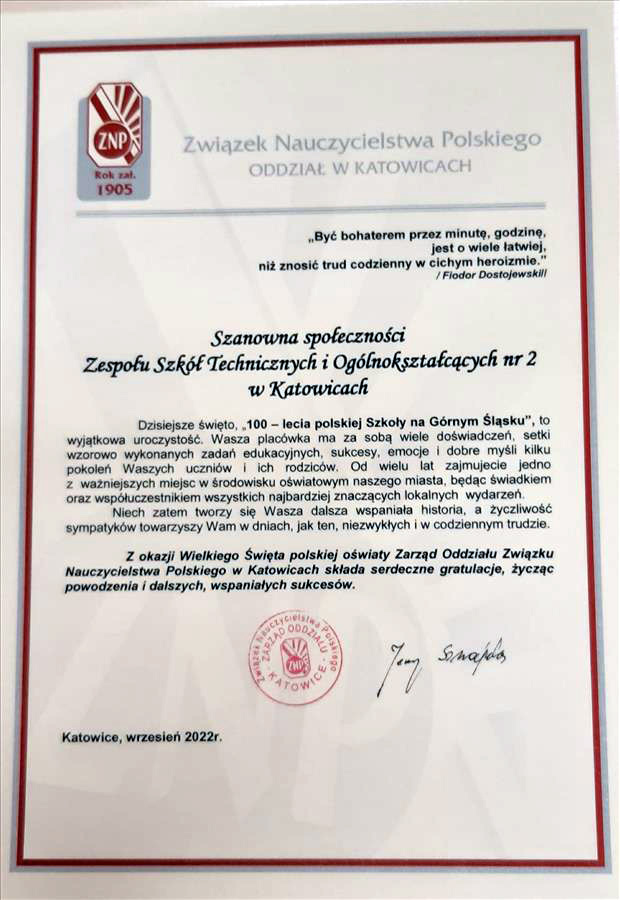 ZNP
Rok zał.
1905
Związek Nauczycielstwa Polskiego
ODDZIAŁ W KATOWICACH
„Być bohaterem przez minutę, godzinę,
jest o wiele łatwiej,
niż znosić trud codzienny w cichym heroizmie."
/ Fiodor Dostojewski//
Szanowna społeczności
Zespołu Szkół Technicznych i Ogólnokształcących nr 2
w Katowicach
Dzisiejsze święto, „100 – lecia polskiej Szkoły na Górnym Śląsku”, to
wyjątkowa uroczystość. Wasza placówka ma za sobą wiele doświadczeń, setki
wzorowo wykonanych zadań edukacyjnych, sukcesy, emocje i dobre myśli kilku
pokoleń Waszych uczniów i ich rodziców. Od wielu lat zajmujecie jedno
z ważniejszych miejsc w środowisku oświatowym naszego miasta, będąc świadkiem
oraz współuczestnikiem wszystkich najbardziej znaczących lokalnych wydarzeń.
Niech zatem tworzy się Wasza dalsza wspaniała historia, a życzliwość
sympatyków towarzyszy Wam w dniach, jak ten, niezwykłych i w codziennym trudzie.
Z okazji Wielkiego Święta polskiej oświaty Zarząd Oddziału Związku
Nauczycielstwa Polskiego w Katowicach składa serdeczne gratulacje, życząc
powodzenia i dalszych, wspaniałych sukcesów.
Związek Nauczycielstwa Polskiego
ZARZĄD ODDZIAŁU
ZNP
KATOWICE
Katowice, wrzesień 2022r.